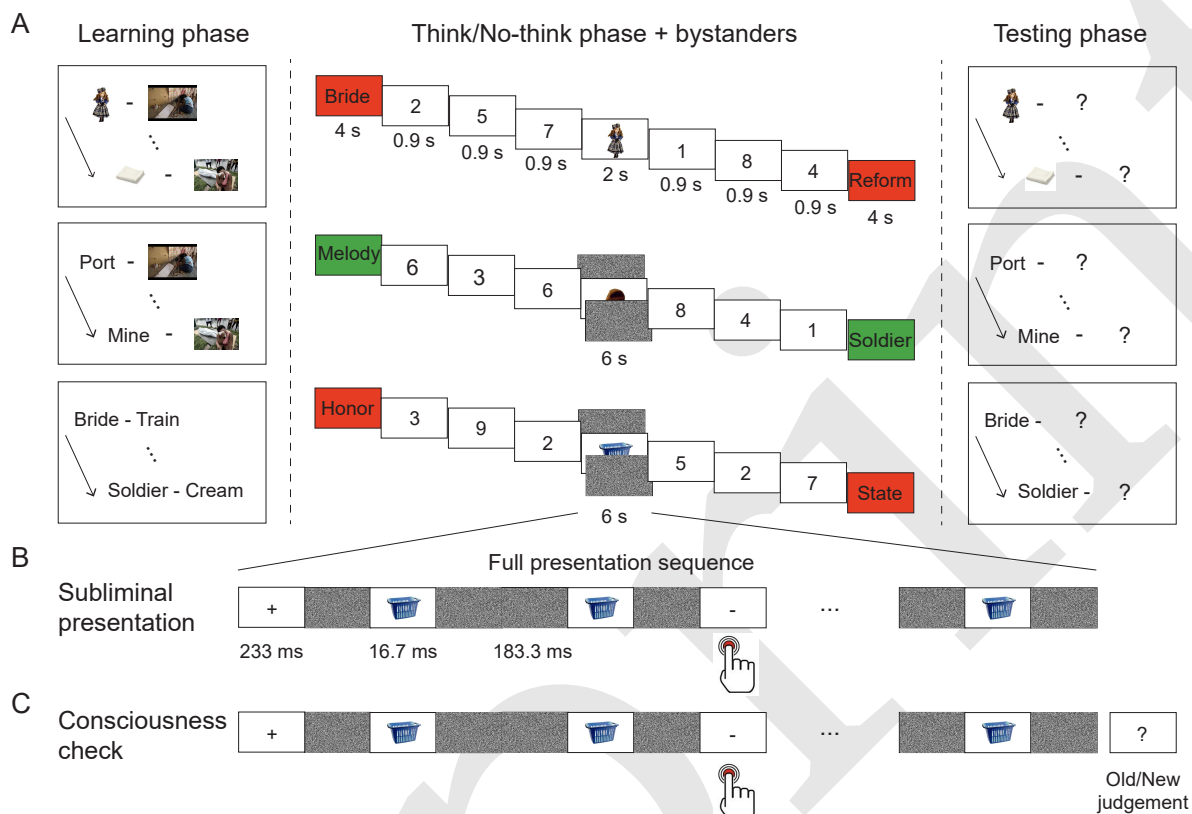 A
Learning phase
Think/No-think phase + bystanders
Testing phase
-
-
Bride
4 s
2
0.9 s
5
0.9 s
7
0.9 s
2 s
1
0.9 s
8
0.9 s
4
0.9 s
Reform
4 s
- ?
- ?
Port -
Mine -
Melody
6
3
6
6 s
8
4
1
Soldier
Port - ?
Mine - ?
Bride - Train
Soldier - Cream
Honor
3
9
2
6 s
5
2
7
State
Bride - ?
Soldier - ?
B
Full presentation sequence
Subliminal
presentation
+
-
...
233 ms
16.7 ms
183.3 ms
C
Consciousness
check
+
-
...
?
Old/New
judgement